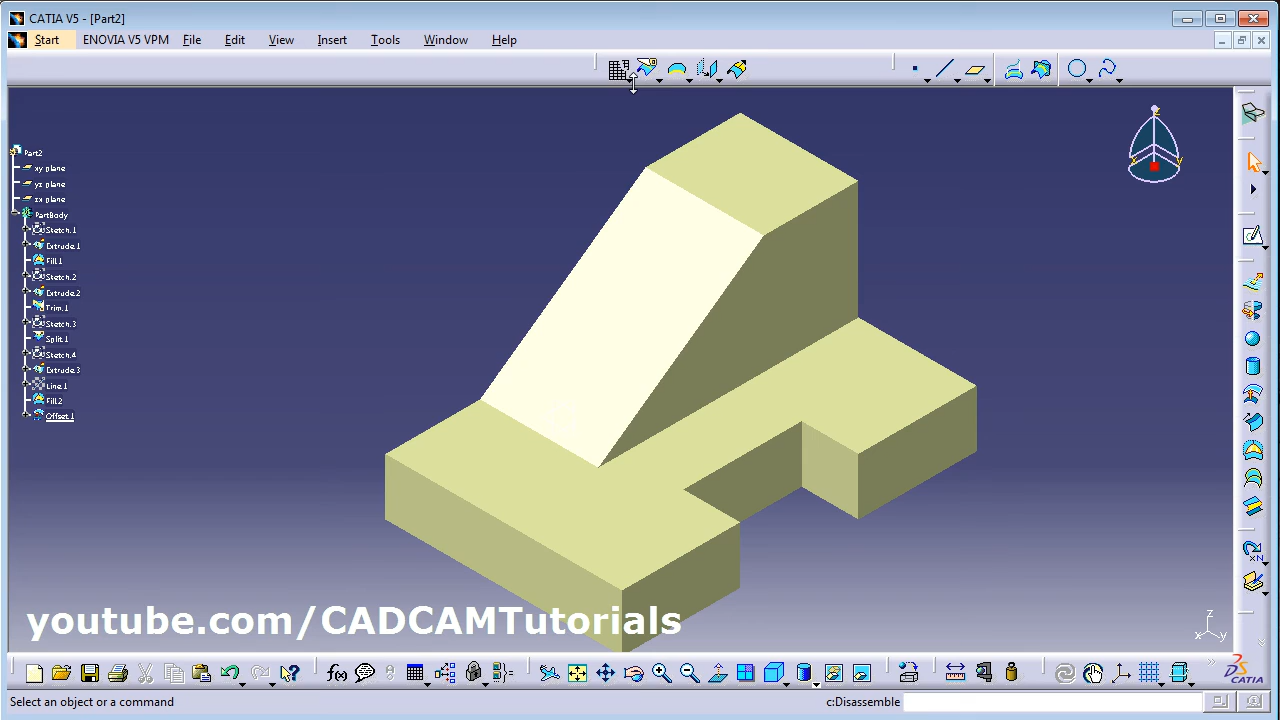 CATIA V5 - [Part2]
Start ENOVIA V5 VPM File Edit View Insert Tools Window Help
Part2
xy plane
yz plane
zx plane
PartBody
Sketch.1
Extrude.1
Fill.1
Sketch.2
Extrude.2
Trim.1
Sketch.3
Split.1
Sketch.4
Extrude.3
Line.1
Fill.2
Offset.1
z
x y
youtube.com/CADCAMTutorials
f(x)
CATIA
Select an object or a command
c:Disassemble